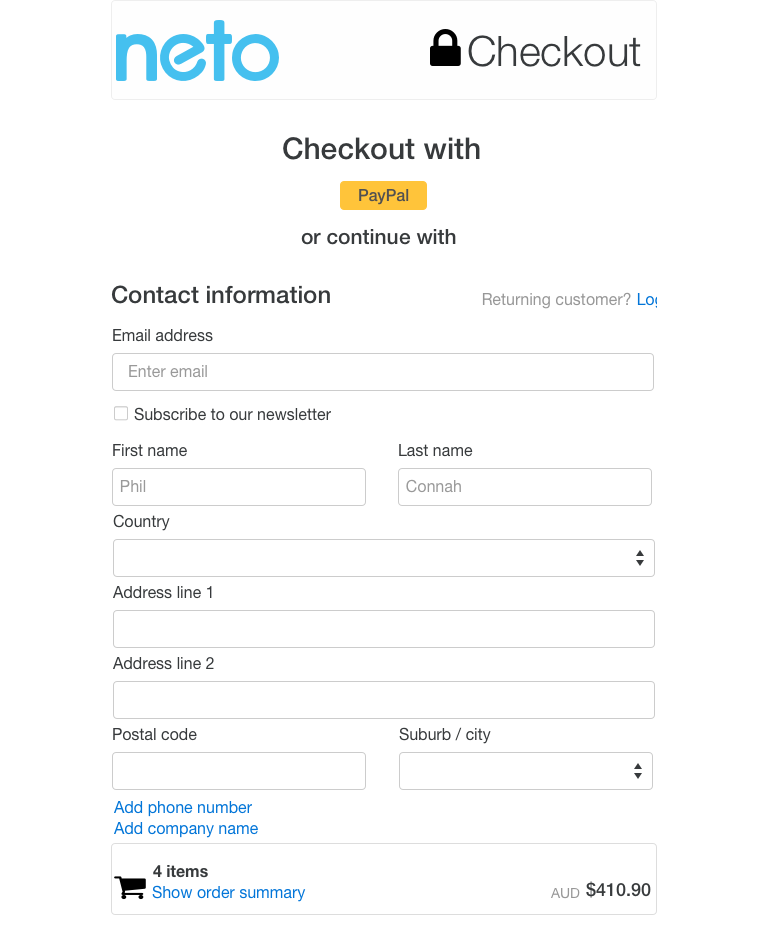 neto
Checkout
Checkout with
PayPal
or continue with
Contact information
Returning customer?
Email address
Enter email
Subscribe to our newsletter
First name
Last name
Phil
Connah
Country
Address line 1
Address line 2
Postal code
Suburb / city
Add phone number
Add company name
4 items
Show order summary
AUD $410.90